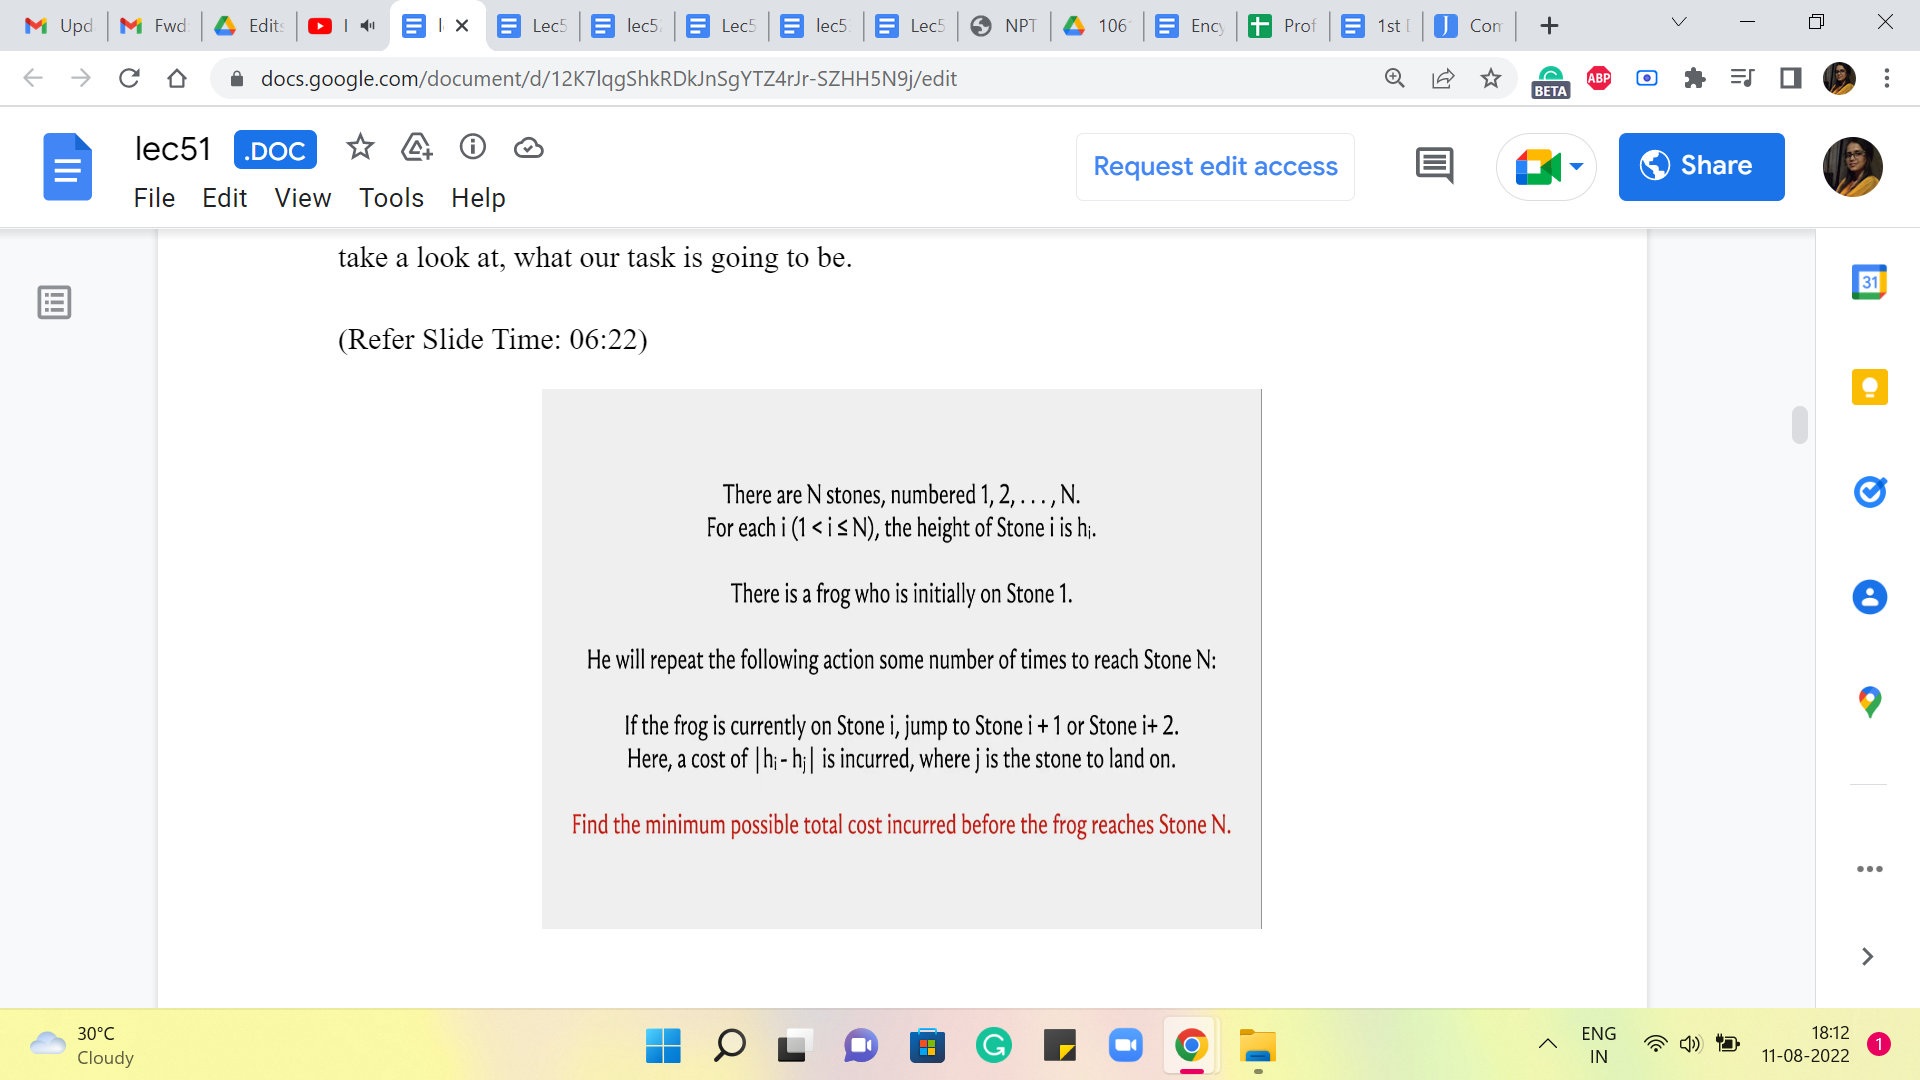 Upd
Fwd:
Edits
I
l
Lec5
lec5
Lec5
lec5
Lec5
NPT
106
Ency
Prof
1st
Con
docs.google.com/document/d/12K7lqgShkRDkJnSgYTZ4rJr-SZHH5N9j/edit
BETA
ABP
lec51 .DOC
File Edit View Tools Help
Request edit access
Share
31
take a look at, what our task is going to be.
(Refer Slide Time: 06:22)
There are N stones, numbered 1, 2, . . . , N.
For each i (1 < i ≤ N), the height of Stone i is hᵢ.
There is a frog who is initially on Stone 1.
He will repeat the following action some number of times to reach Stone N:
If the frog is currently on Stone i, jump to Stone i + 1 or Stone i+ 2.
Here, a cost of |hᵢ - hⱼ| is incurred, where j is the stone to land on.
Find the minimum possible total cost incurred before the frog reaches Stone N.
30°C
Cloudy
ENG
IN
18:12
11-08-2022
1